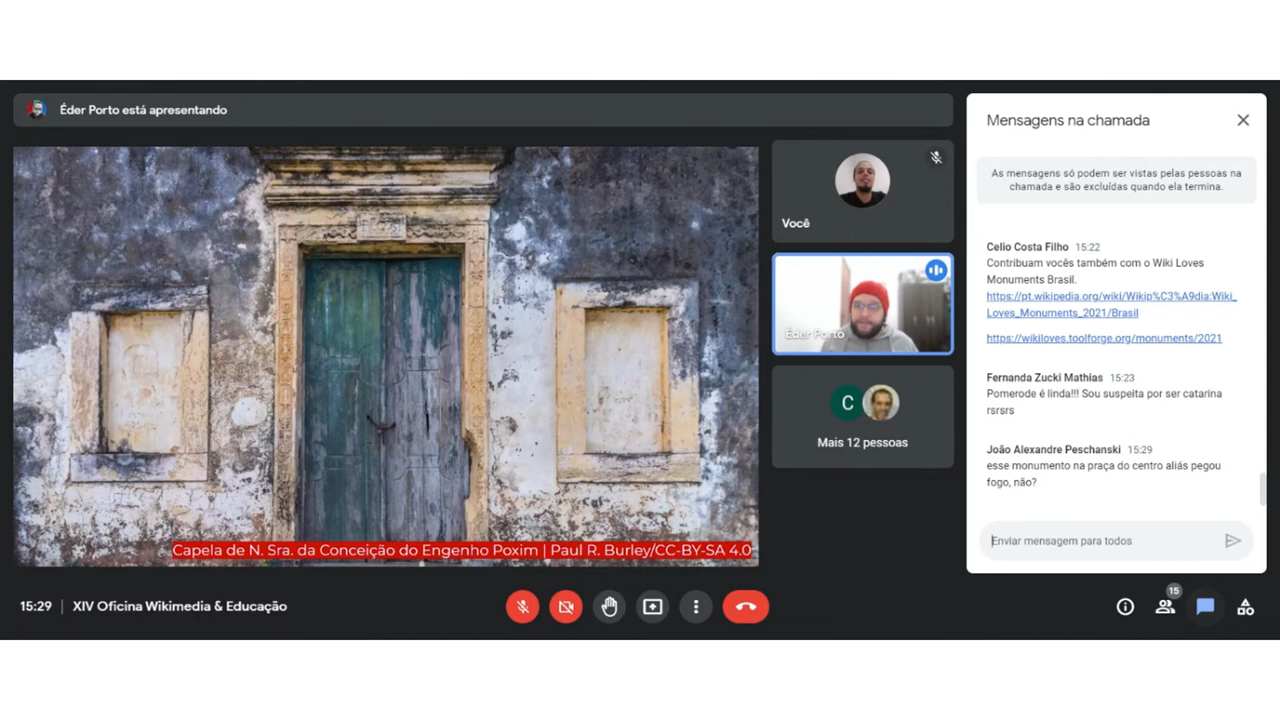 Éder Porto está apresentando
Capela de N. Sra. da Conceição do Engenho Poxim | Paul R. Burley/CC-BY-SA 4.0
Você
Éder Porto
C
Mais 12 pessoas
Mensagens na chamada
As mensagens só podem ser vistas pelas pessoas na
chamada e são excluídas quando ela termina.
Celio Costa Filho 15:22
Contribuam vocês também com o Wiki Loves
Monuments Brasil.
https://pt.wikipedia.org/wiki/Wikip%C3%A9dia:Wiki_
Loves_Monuments_2021/Brasil
https://wikiloves.toolforge.org/monuments/2021
Fernanda Zucki Mathias 15:23
Pomerode é linda!!! Sou suspeita por ser catarina
rsrsrs
João Alexandre Peschanski 15:29
esse monumento na praça do centro aliás pegou
fogo, não?
Enviar mensagem para todos
15:29 | XIV Oficina Wikimedia & Educação
15